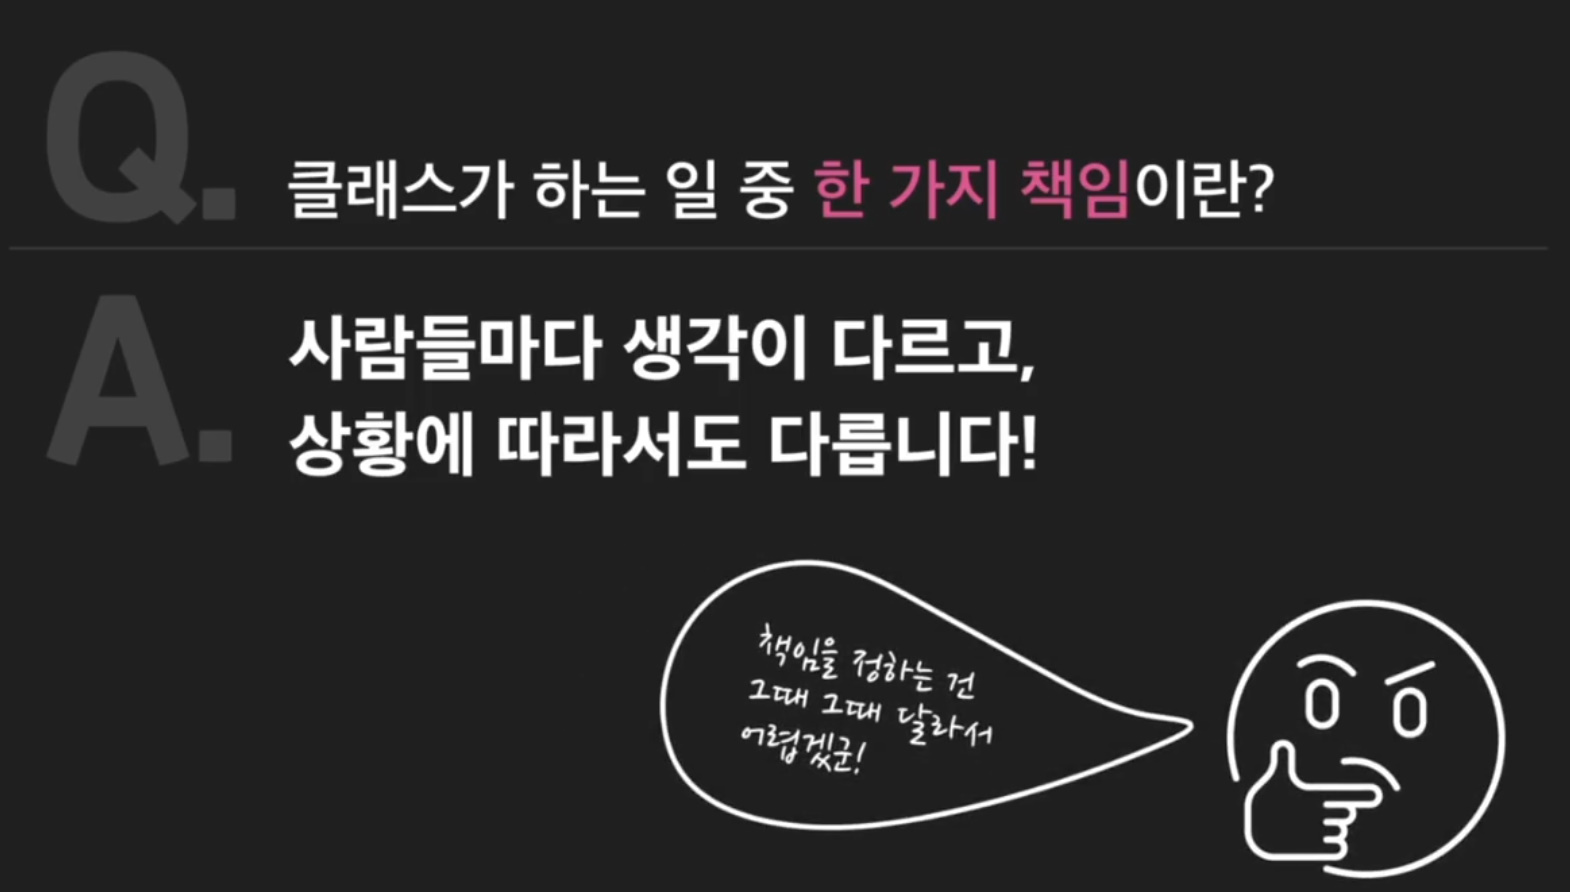 Q.
클래스가 하는 일 중 한 가지 책임이란?
A.
사람들마다 생각이 다르고,
상황에 따라서도 다릅니다!
책임을 정하는 건
그때 그때 달라서
어렵겠군!